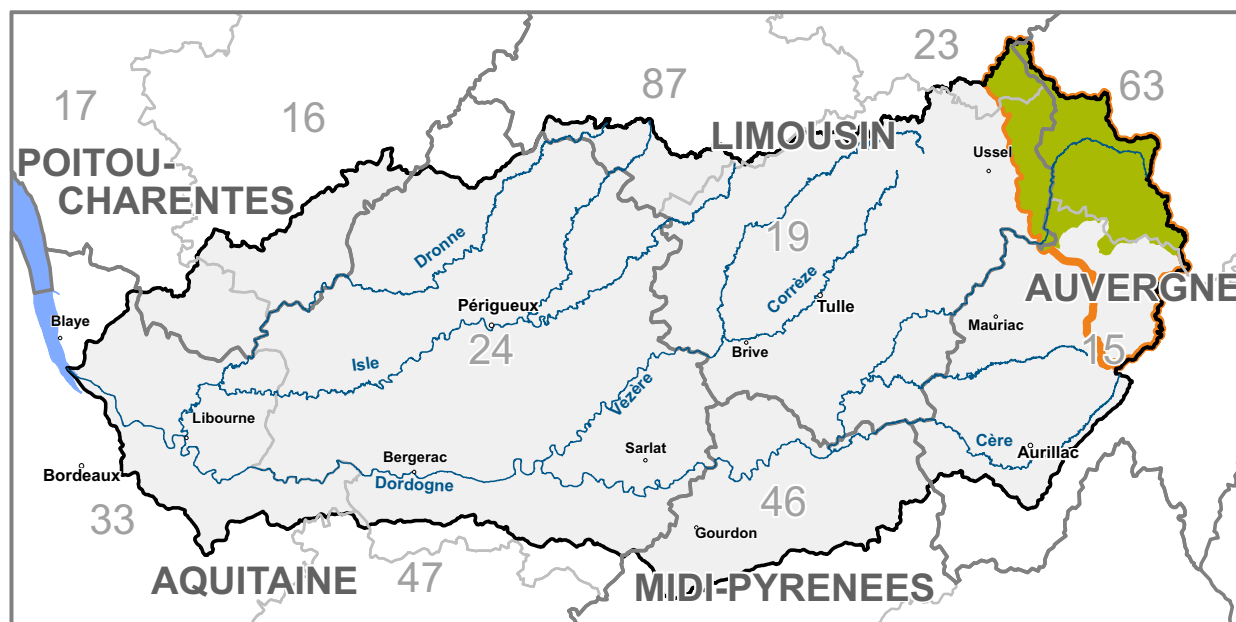 23
17
87
63
16
LIMOUSIN
POITOU-
CHARENTES
Ussel
Dronne
19
Corrèze
AUVERGNE
Périgueux
Tulle
Blaye
Mauriac
24
Brive
15
Isle
Vézère
Libourne
Cère
Sarlat
Aurillac
Bergerac
Bordeaux
Dordogne
46
33
Gourdon
AQUITAINE
47
MIDI-PYRENEES